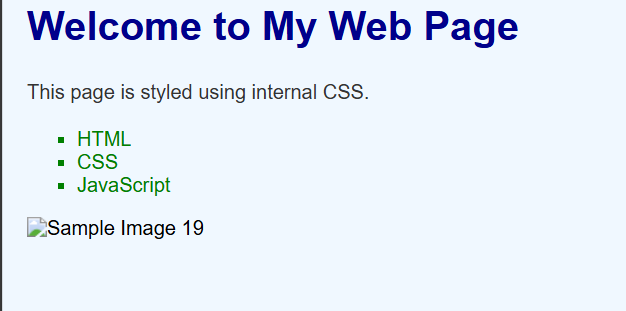 Welcome to My Web Page
This page is styled using internal CSS.
HTML
CSS
JavaScript
Sample Image 19